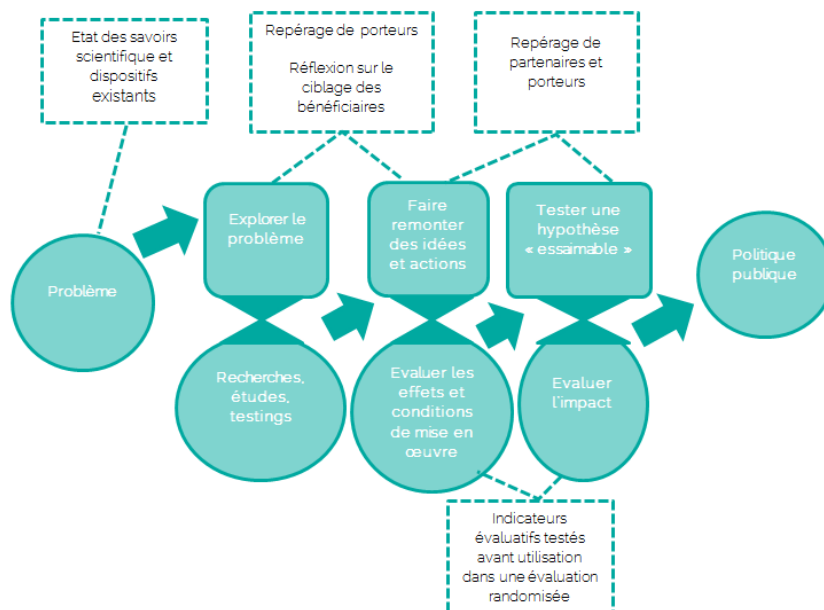 Etat des savoirs
scientifique et
dispositifs
existants
Repérage de porteurs
Réflexion sur le
ciblage des
bénéficiaires
Repérage de
partenaires et
porteurs
Problème
Explorer le
problème
Faire
remonter
des idées
et actions
Tester une
hypothèse
« essaimable »
Politique
publique
Recherches,
études,
testings
Evaluer les
effets et
conditions
de mise en
œuvre
Evaluer
l'impact
Indicateurs
évaluatifs testés
avant utilisation
dans une évaluation
randomisée